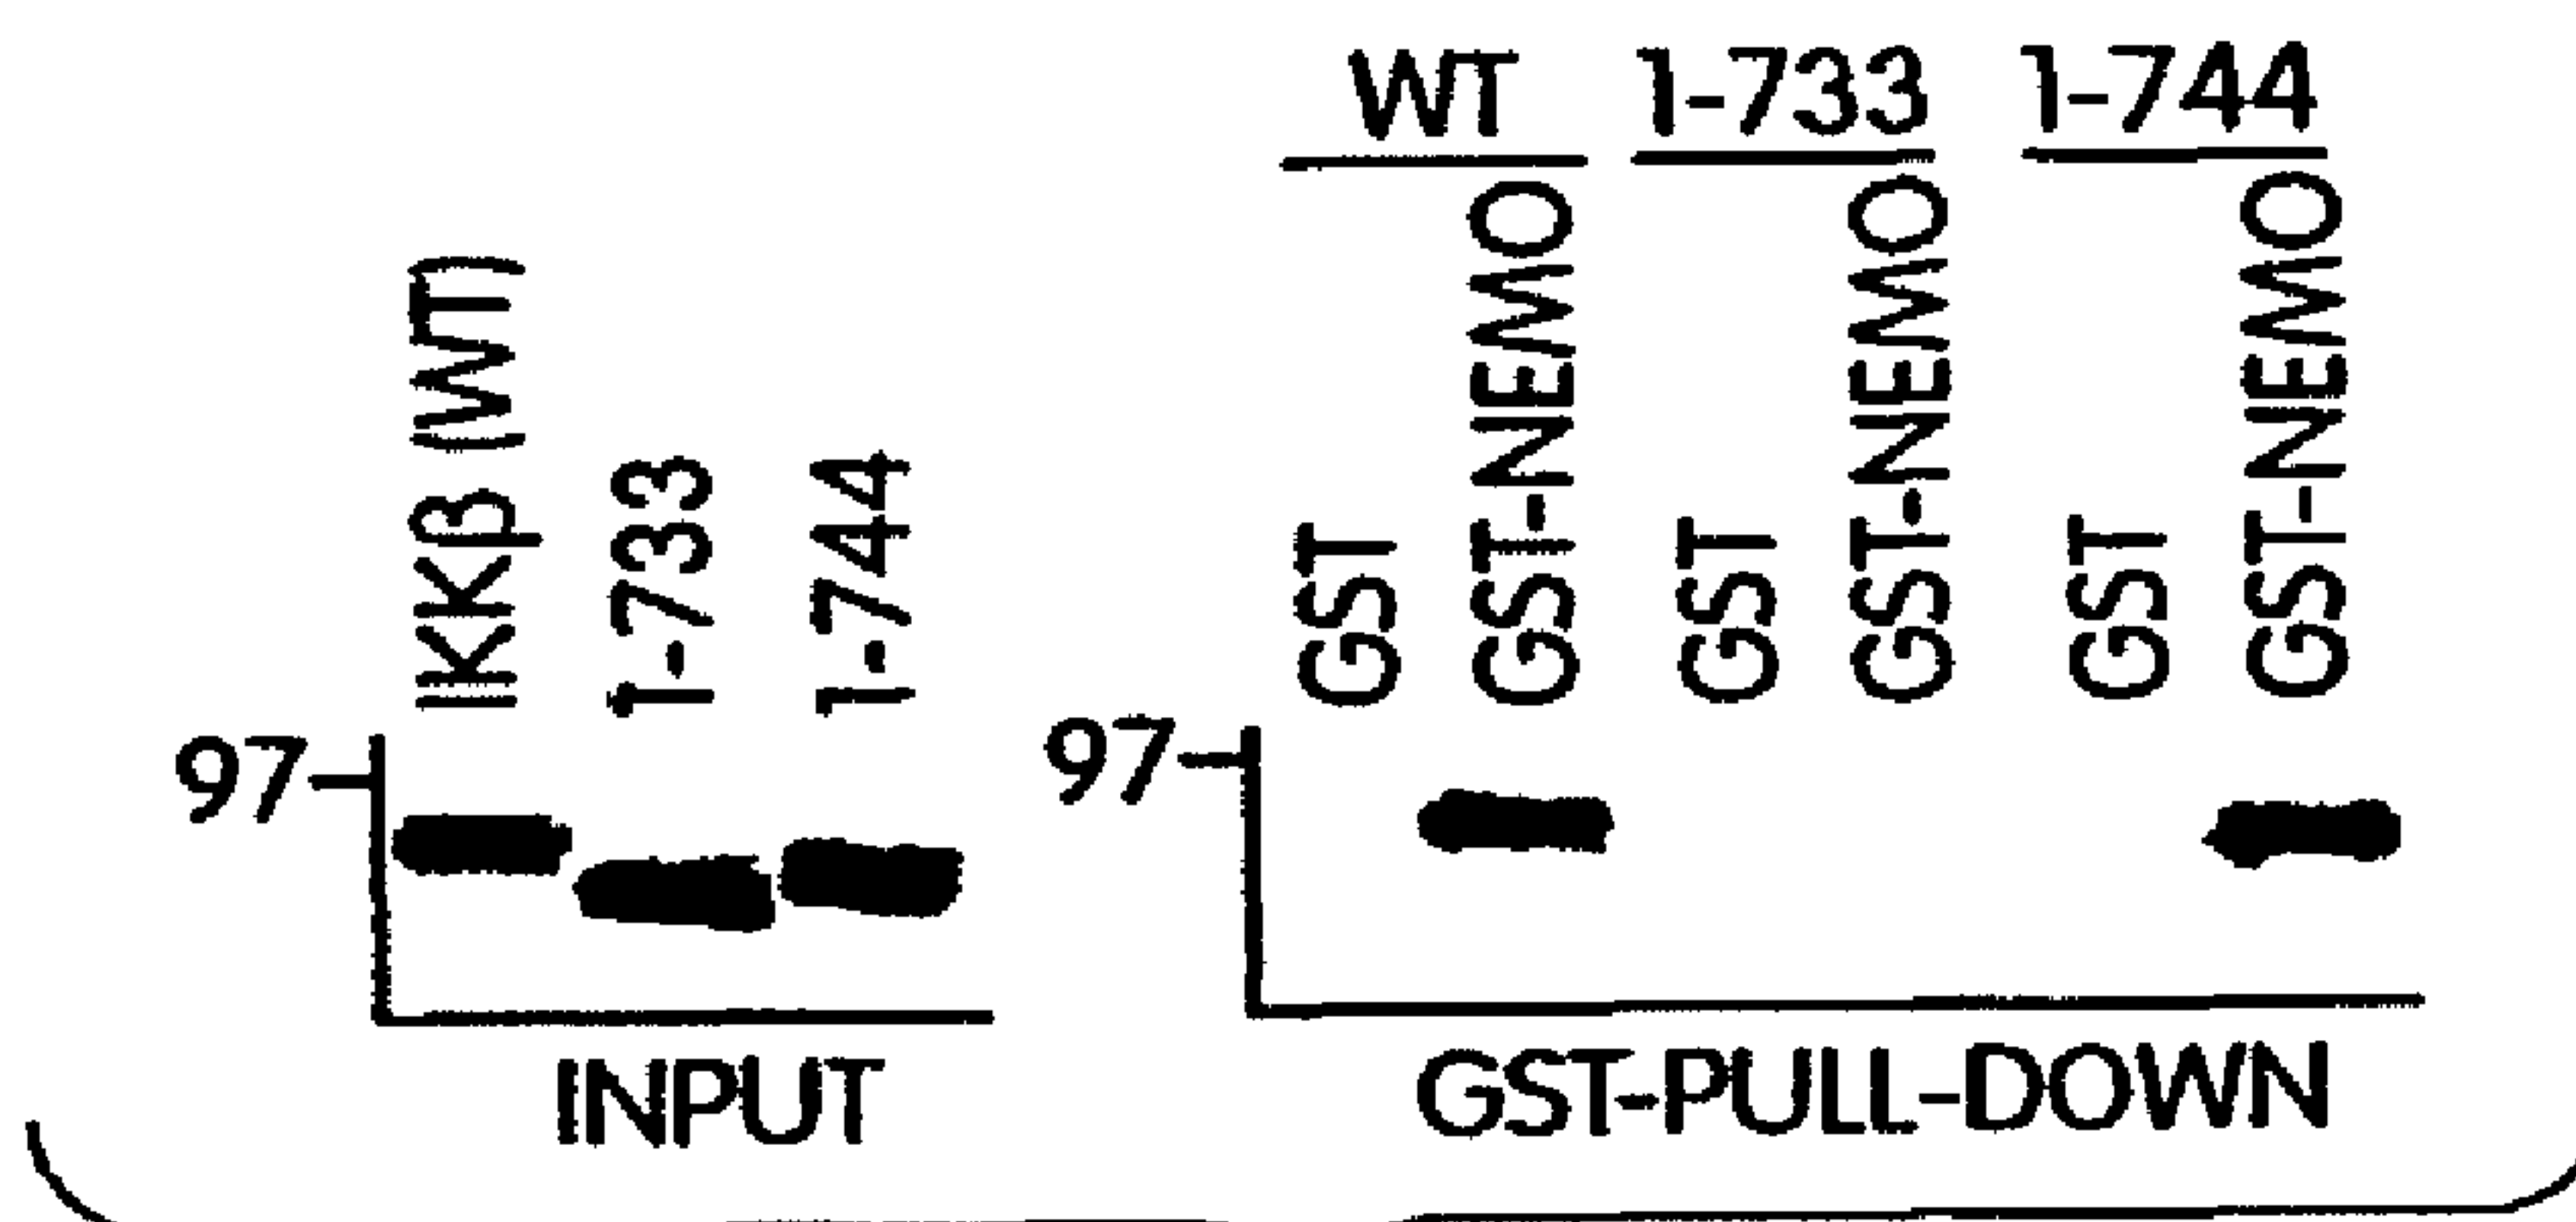 WT 1-733 1-744
IKKβ (WT) 1-733 1-744
GST GST-NEMO GST GST-NEMO GST GST-NEMO
97 97
INPUT GST-PULL-DOWN